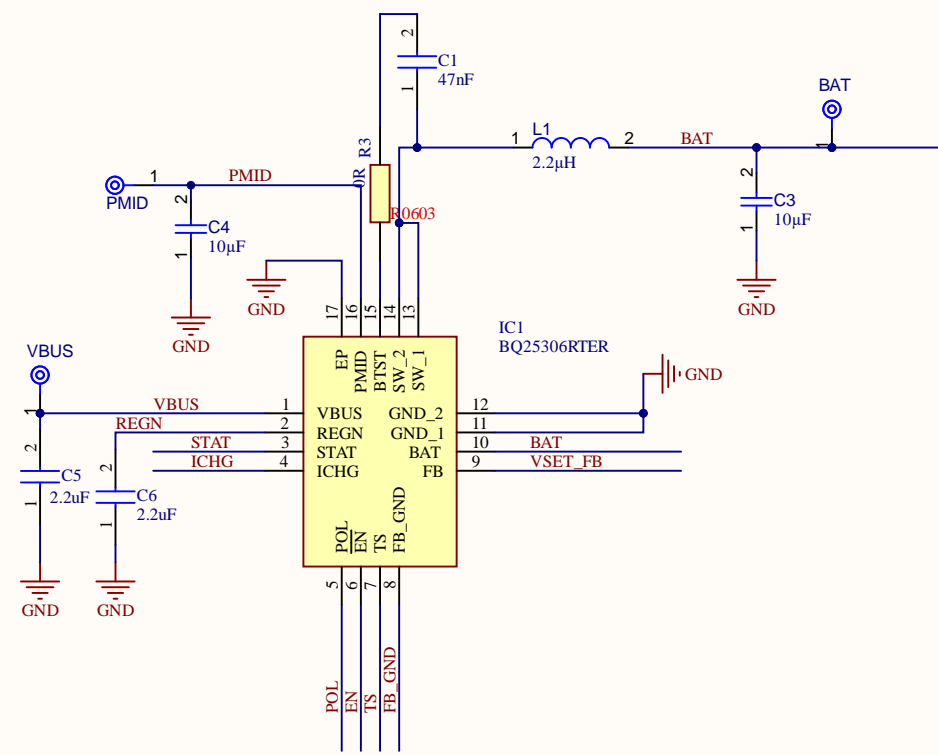 2
C1
47nF
1
BAT
1
R3
0R
R0603
1
L1
2
2.2µH
BAT
1
PMID
PMID
2
C4
10µF
1
GND
2
C3
10µF
1
GND
GND
17
16
15
14
13
IC1
BQ25306RTER
EP
PMID
BTST
SW_2
SW_1
VBUS
1
VBUS
1
VBUS
GND_2
12
GND
REGN
2
REGN
GND_1
11
STAT
3
STAT
BAT
10
BAT
ICHG
4
ICHG
FB
9
VSET_FB
2
C5
2.2uF
1
GND
2
C6
2.2uF
1
GND
POL
EN
TS
FB_GND
5
6
7
8
POL
EN
TS
FB_GND